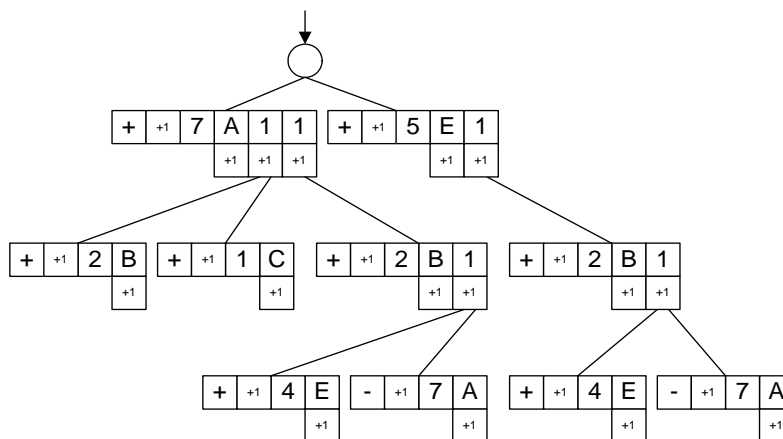 + +1 7 A 1 1 + +1 5 E 1
+1 +1 +1 +1 +1
+ +1 2 B + +1 1 C + +1 2 B 1 + +1 2 B 1
+1 +1 +1 +1 +1 +1
+ +1 4 E - +1 7 A + +1 4 E - +1 7 A
+1 +1 +1 +1